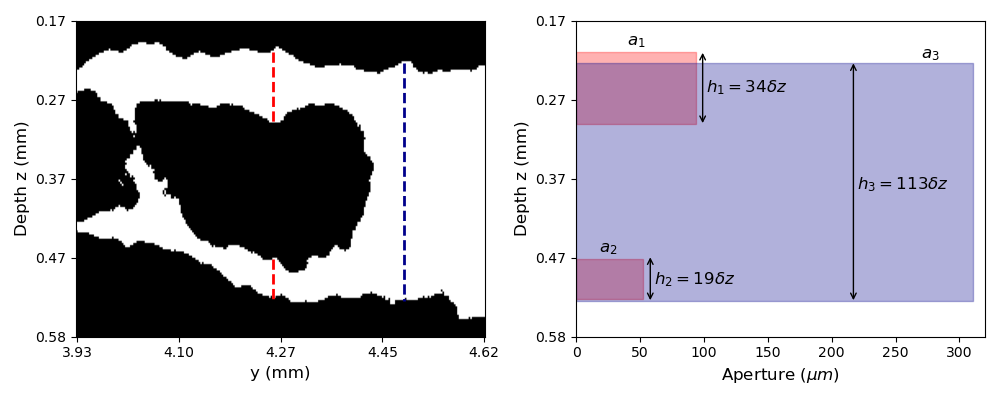 0.17
0.27
0.37
0.47
0.58
Depth z (mm)
3.93 4.10 4.27 4.45 4.62
y (mm)
0.17
0.27
0.37
0.47
0.58
Depth z (mm)
a₁
a₃
h₁ = 34δz
h₃ = 113δz
a₂
h₂ = 19δz
0 50 100 150 200 250 300
Aperture (μm)